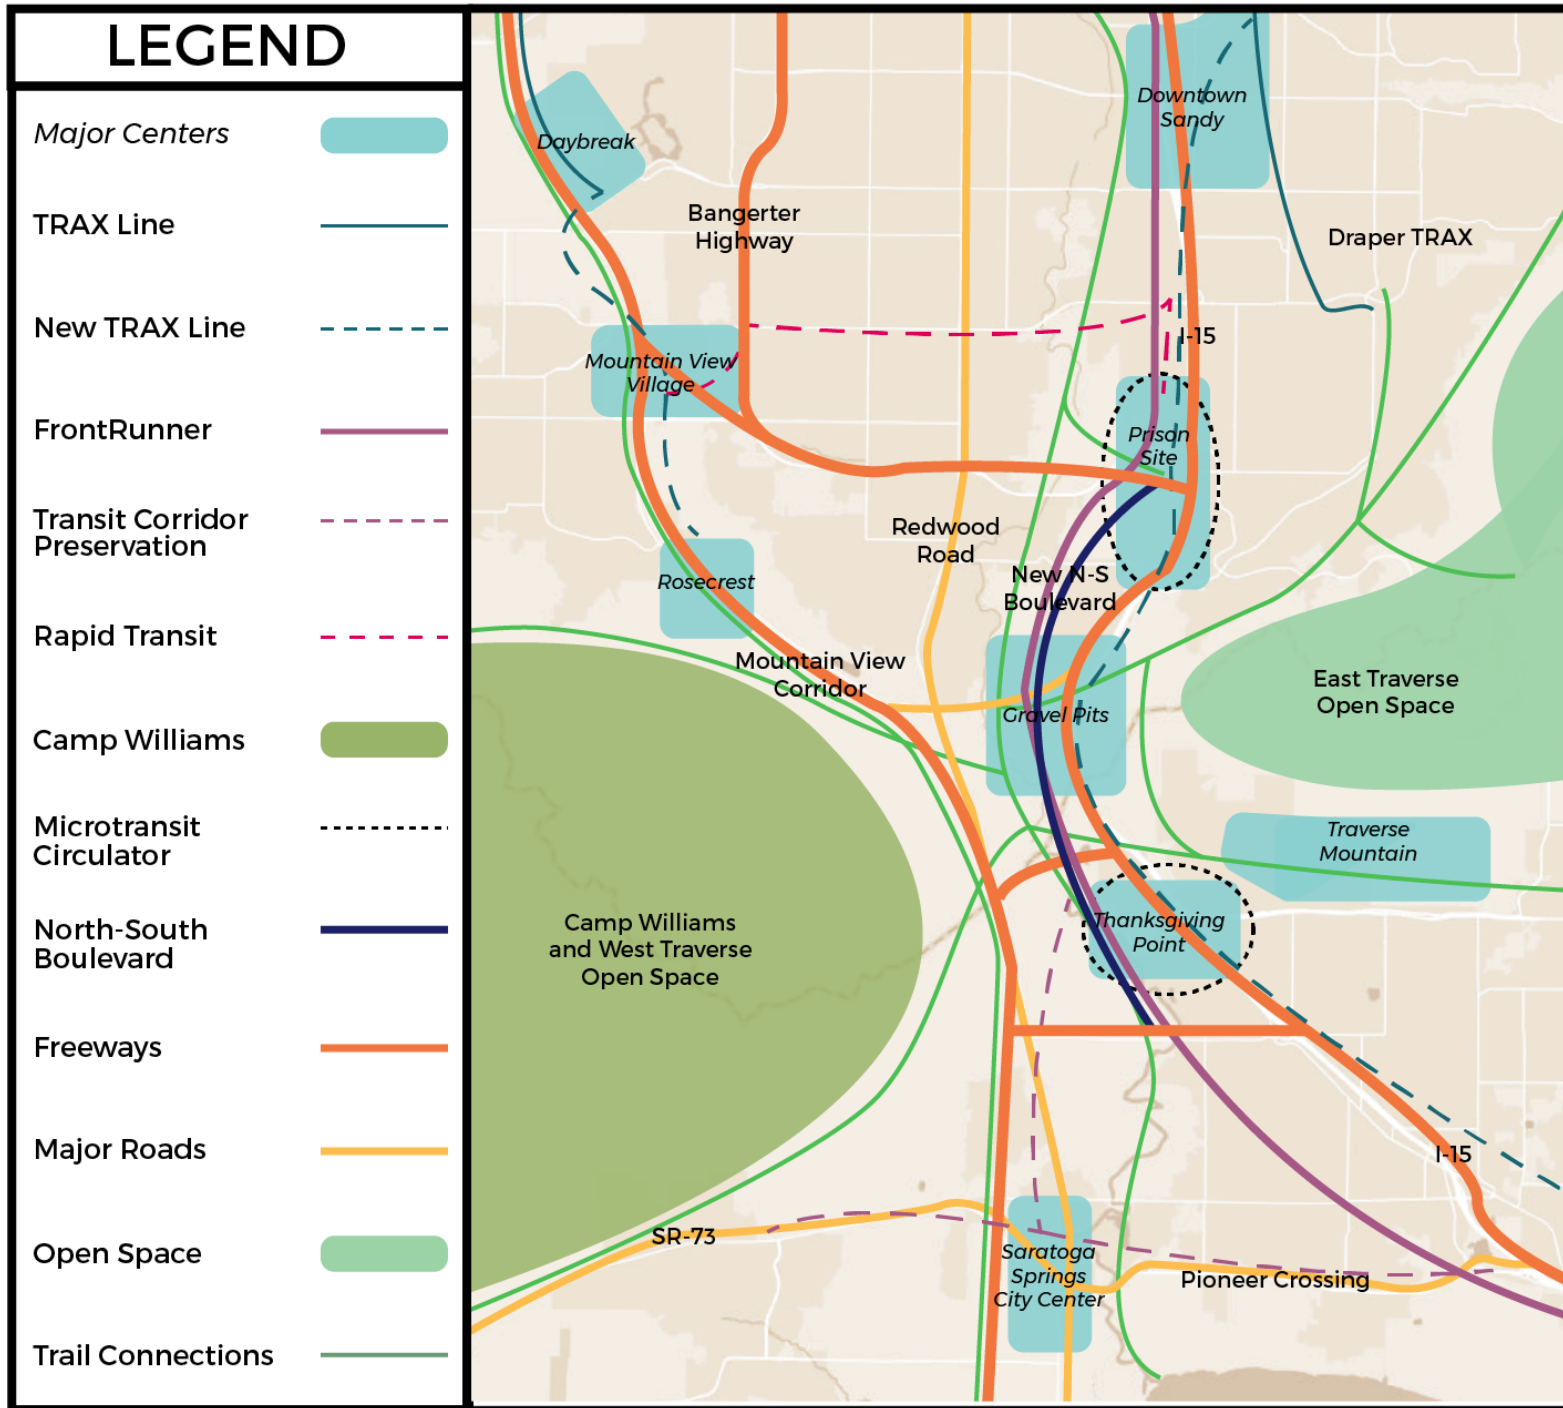 LEGEND
Major Centers
TRAX Line
New TRAX Line
FrontRunner
Transit Corridor
Preservation
Rapid Transit
Camp Williams
Microtransit
Circulator
North-South
Boulevard
Freeways
Major Roads
Open Space
Trail Connections
Downtown
Sandy
Daybreak
Bangerter
Highway
Draper TRAX
I-15
Mountain View
Village
Prison
Site
Redwood
Road
New N-S
Boulevard
Rosecrest
Mountain View
Corridor
East Traverse
Open Space
Gravel Pits
Traverse
Mountain
Camp Williams
and West Traverse
Open Space
Thanksgiving
Point
I-15
SR-73
Saratoga
Springs
City Center
Pioneer Crossing